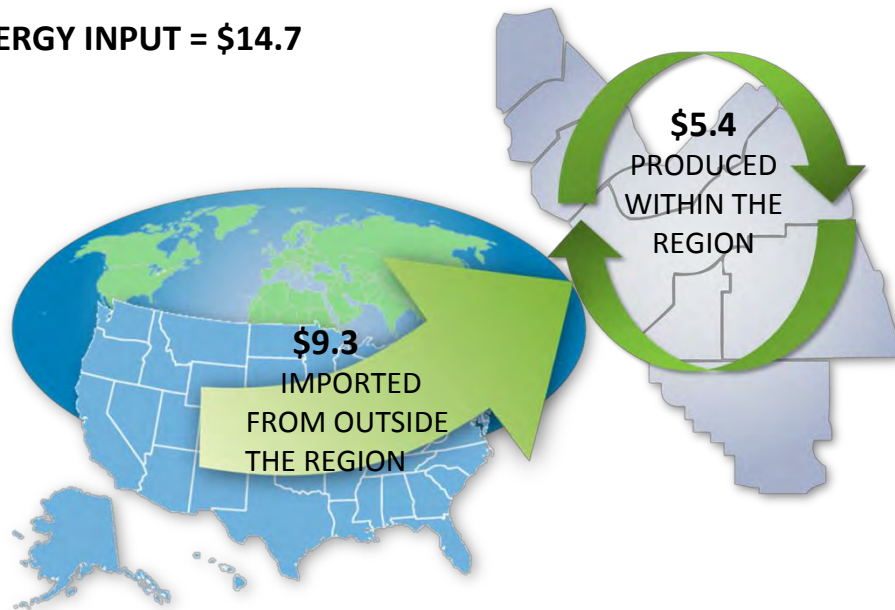 ERGY INPUT = $14.7
$5.4
PRODUCED
WITHIN THE
REGION
$9.3
IMPORTED
FROM OUTSIDE
THE REGION